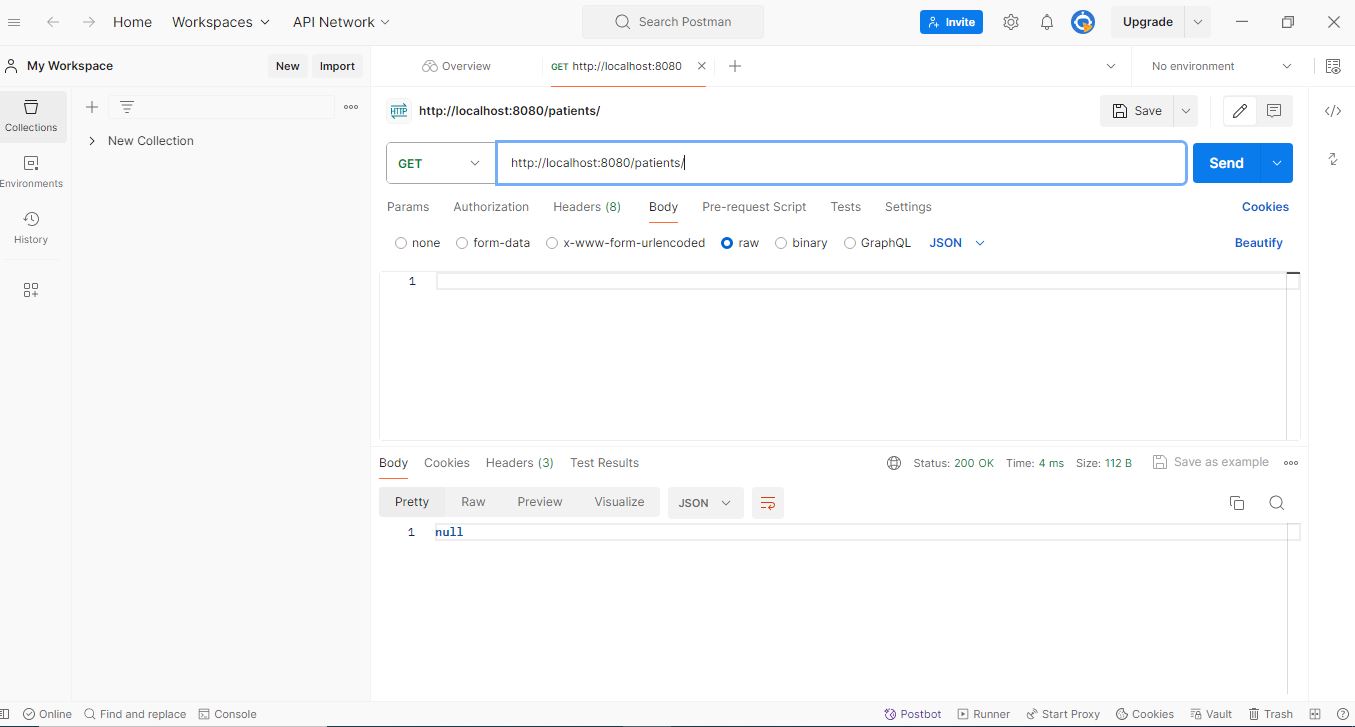 Home Workspaces API Network Search Postman Invite Upgrade
My Workspace New Import Overview GET http://localhost:8080 No environment
HTTP http://localhost:8080/patients/ Save
Collections
New Collection
GET http://localhost:8080/patients/ Send
Environments
Params Authorization Headers (8) Body Pre-request Script Tests Settings Cookies
History
none form-data x-www-form-urlencoded raw binary GraphQL JSON Beautify
1
Body Cookies Headers (3) Test Results Status: 200 OK Time: 4 ms Size: 112 B Save as example
Pretty Raw Preview Visualize JSON
1 null
Online Find and replace Console Postbot Runner Start Proxy Cookies Vault Trash